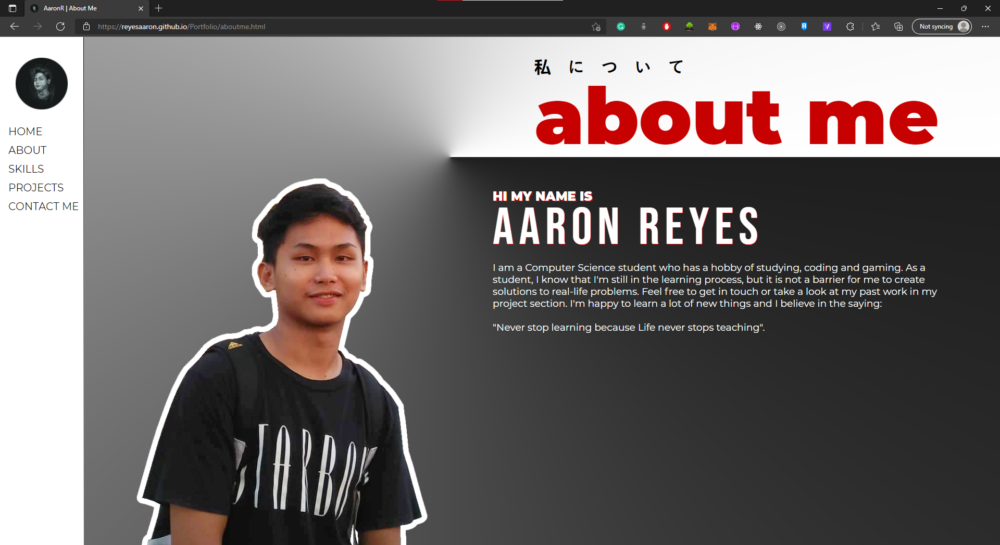 AaronR | About Me
https://reyesaaron.github.io/Portfolio/aboutme.html
Not syncing
HOME
ABOUT
SKILLS
PROJECTS
CONTACT ME
私について
about me
HI MY NAME IS
AARON REYES
I am a Computer Science student who has a hobby of studying, coding and gaming. As a
student, I know that I'm still in the learning process, but it is not a barrier for me to create
solutions to real-life problems. Feel free to get in touch or take a look at my past work in my
project section. I'm happy to learn a lot of new things and I believe in the saying:
"Never stop learning because Life never stops teaching".